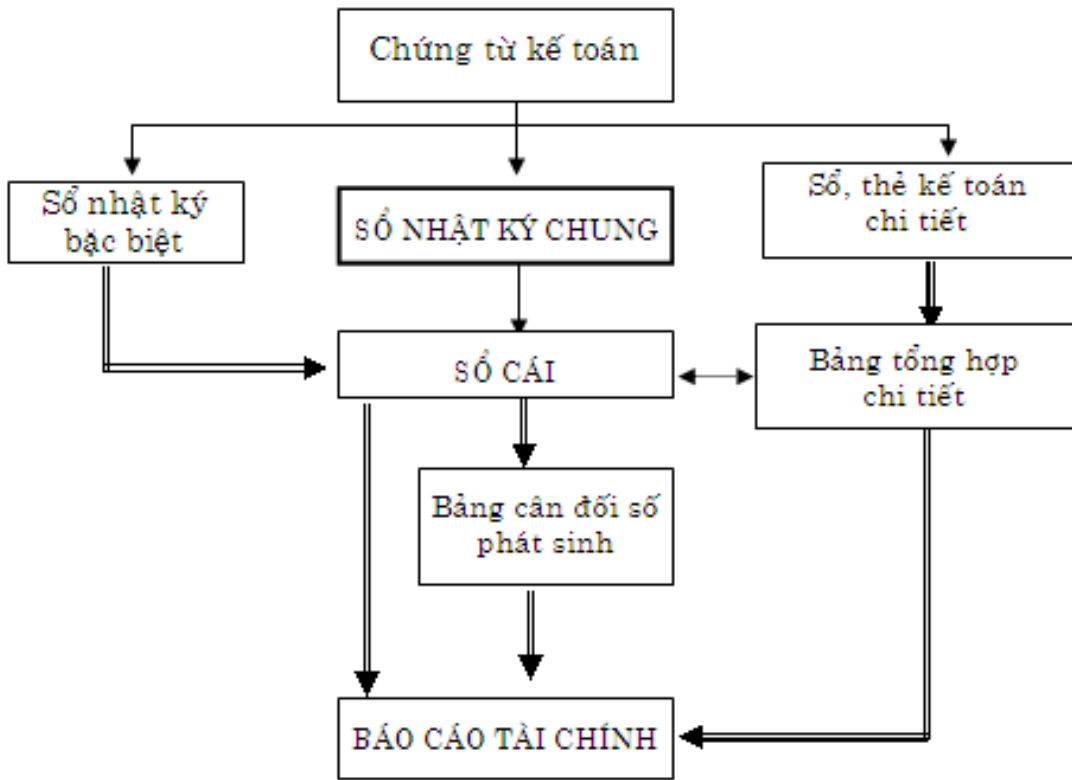 Chứng từ kế toán
Sổ nhật ký
bặc biệt
SỔ NHẬT KÝ CHUNG
Sổ, thẻ kế toán
chi tiết
SỔ CÁI
Bảng tổng hợp
chi tiết
Bảng cân đối số
phát sinh
BÁO CÁO TÀI CHÍNH